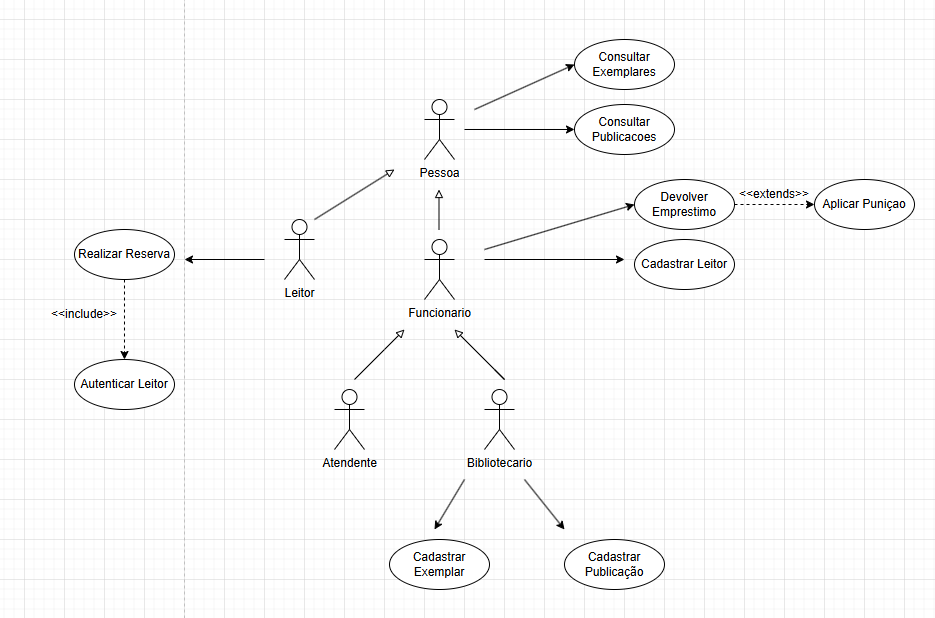 Consultar
Exemplares
Consultar
Publicacoes
Pessoa
Devolver
Emprestimo
<<extends>>
Aplicar Puniçao
Realizar Reserva
Leitor
Cadastrar Leitor
Funcionário
<<include>>
Autenticar Leitor
Atendente
Bibliotecario
Cadastrar
Exemplar
Cadastrar
Publicação